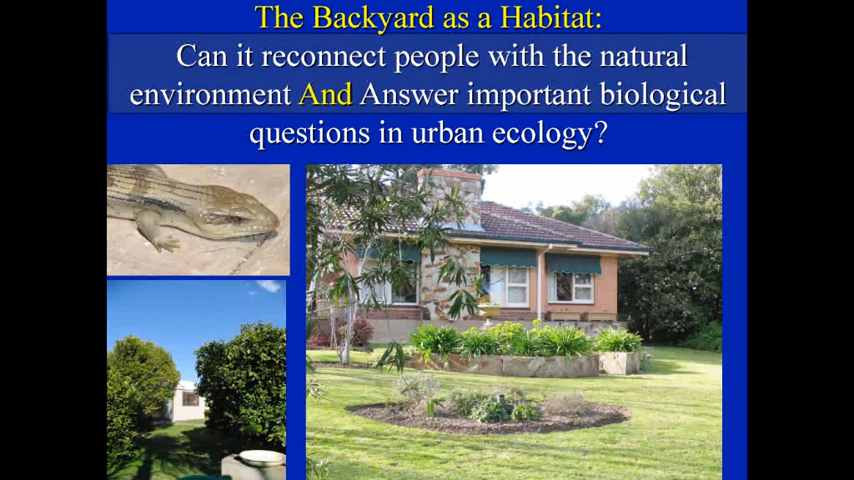 The Backyard as a Habitat:
Can it reconnect people with the natural
environment And Answer important biological
questions in urban ecology?